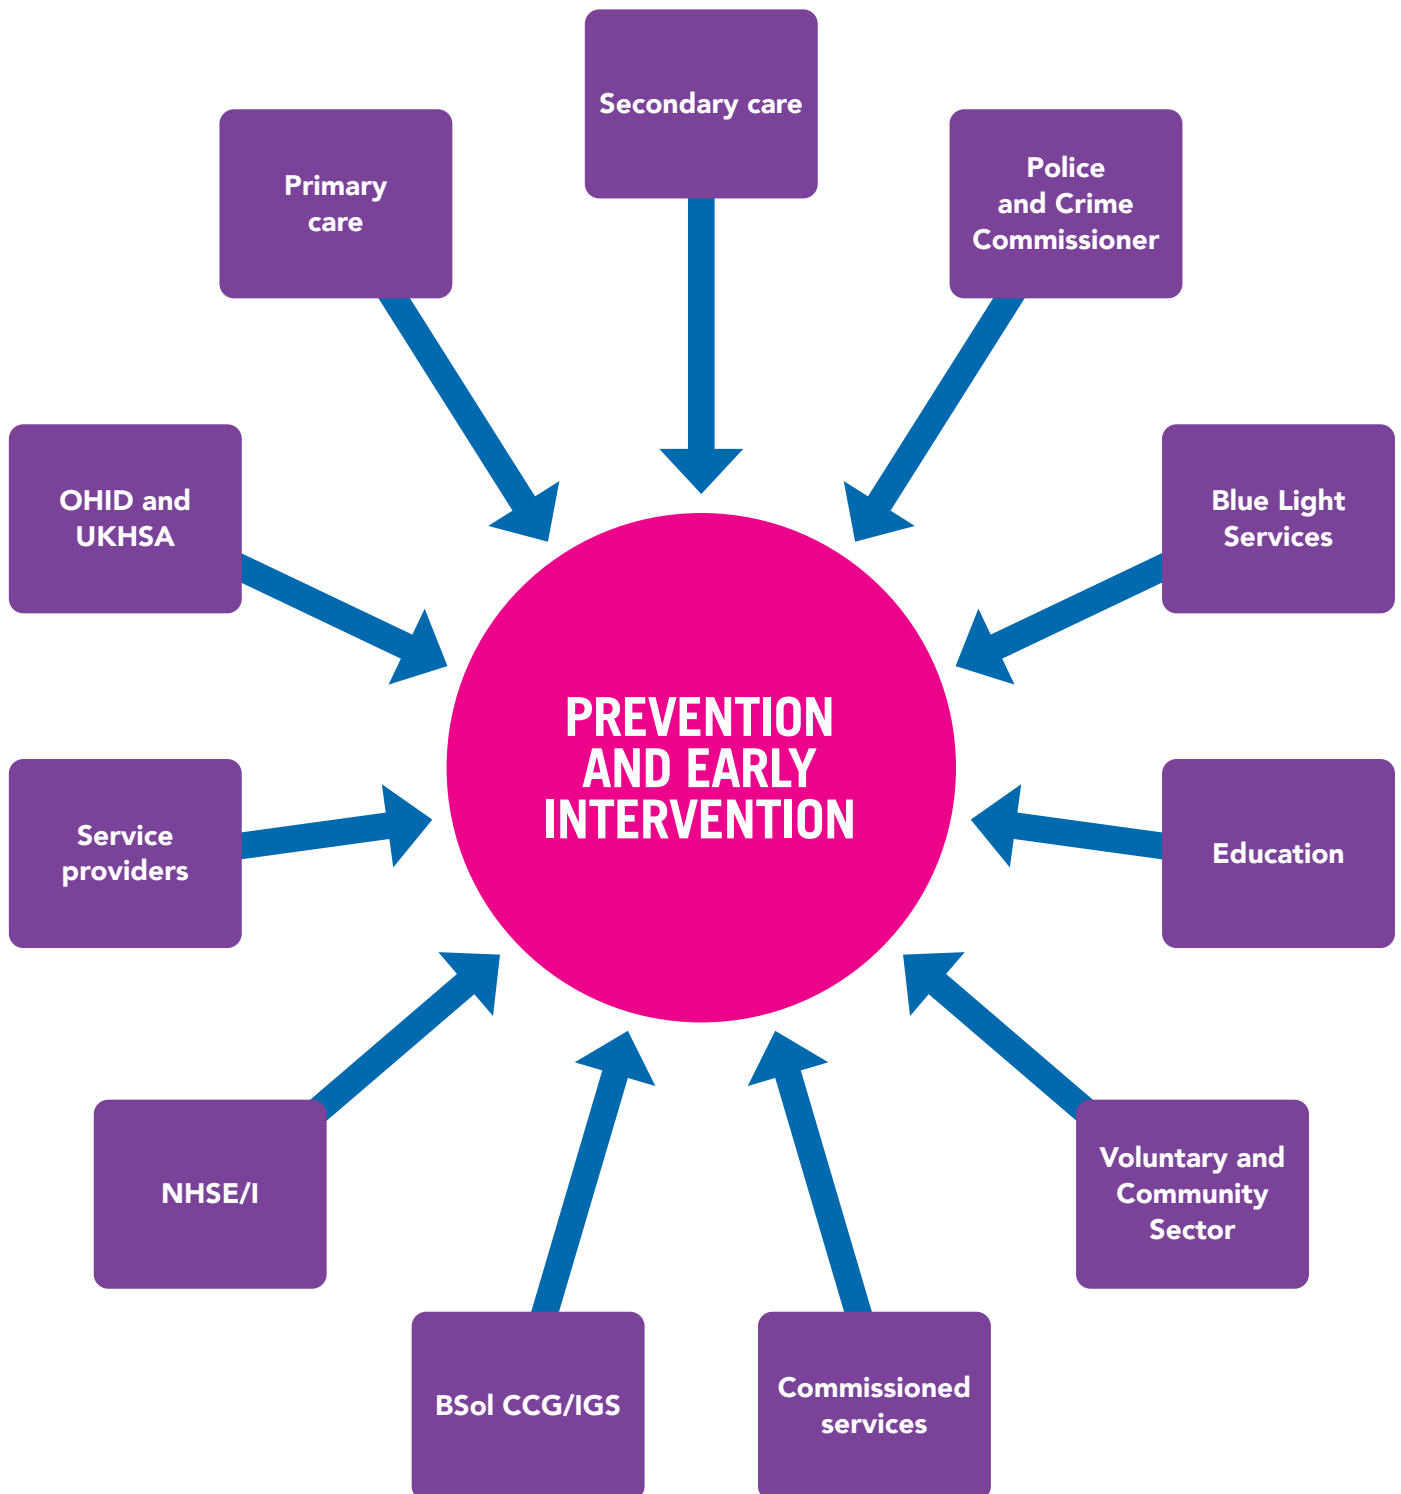 Secondary care
Primary
care
Police
and Crime
Commissioner
OHID and
UKHSA
Blue Light
Services
PREVENTION
AND EARLY
INTERVENTION
Service
providers
Education
NHSE/I
Voluntary and
Community
Sector
BSol CCG/IGS
Commissioned
services